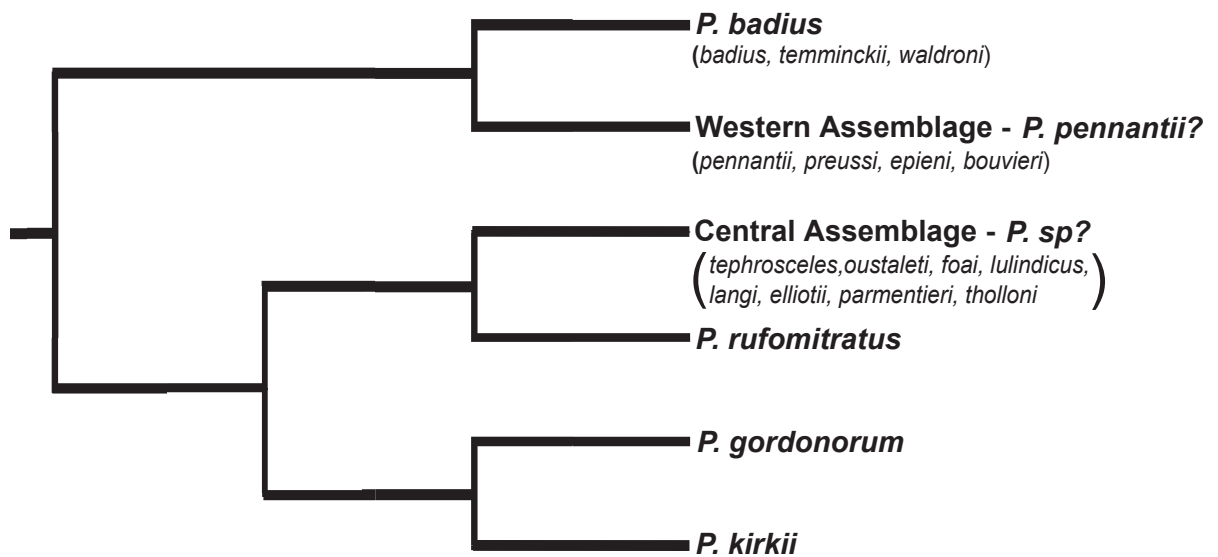 P. badius
(badius, temminckii, waldroni)
Western Assemblage - P. pennantii?
(pennantii, preussi, epieni, bouvieri)
Central Assemblage - P. sp?
(tephrosceles,oustaleti, foai, lulindicus,
langi, elliotii, parmentieri, tholloni)
P. rufomitratus
P. gordonorum
P. kirkii